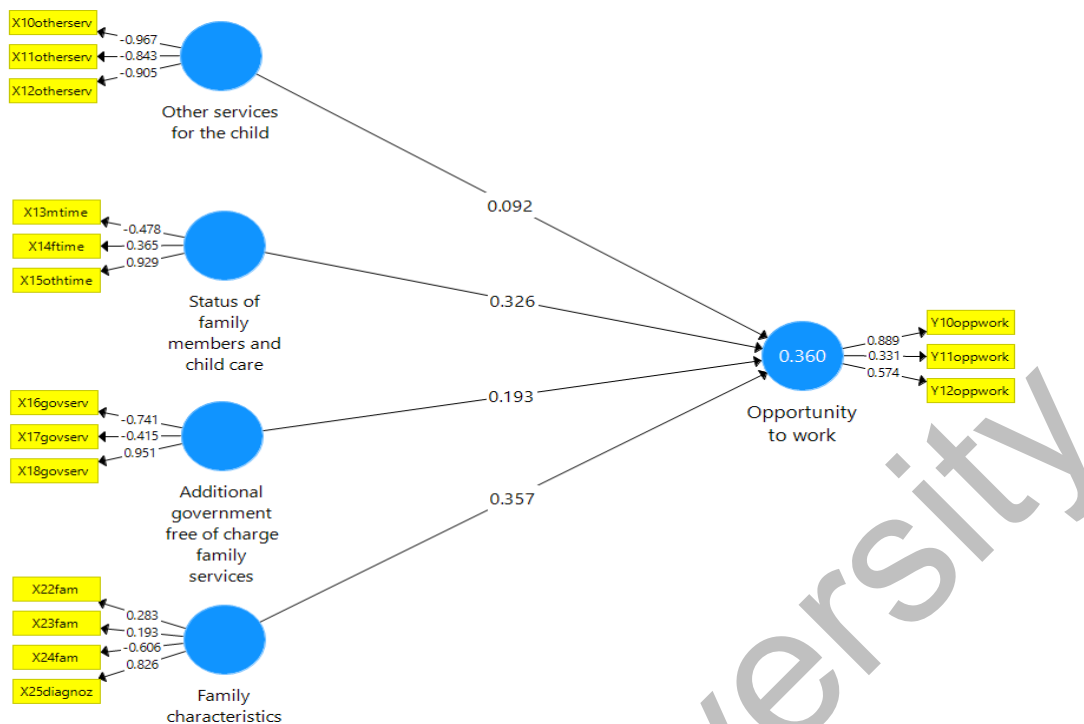 X10otherserv
-0.967
X11otherserv
-0.843
X12otherserv
-0.905
Other services
for the child
0.092
X13mtime
-0.478
X14ftime
0.365
X15othtime
0.929
Status of
family
members and
child care
0.326
X16govserv
-0.741
X17govserv
-0.415
X18govserv
0.951
Additional
government
free of charge
family
services
0.193
X22fam
0.283
X23fam
0.193
X24fam
-0.606
X25diagnoz
0.826
Family
characteristics
0.357
0.360
Opportunity
to work
0.889
Y10oppwork
0.331
Y11oppwork
0.574
Y12oppwork
versity